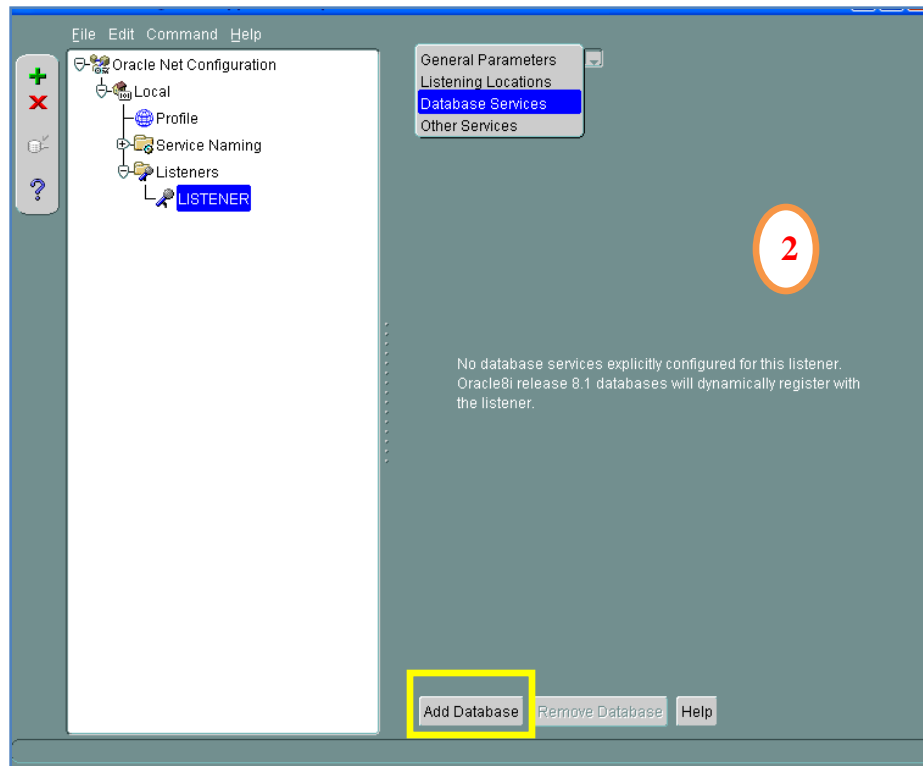 File Edit Command Help
Oracle Net Configuration
Local
Profile
Service Naming
Listeners
LISTENER
General Parameters
Listening Locations
Database Services
Other Services
2
No database services explicitly configured for this listener.
Oracle8i release 8.1 databases will dynamically register with
the listener.
Add Database Remove Database Help